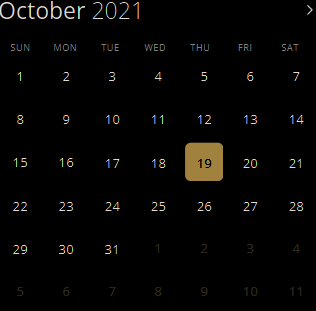 October 2021
SUN MON TUE WED THU FRI SAT
1 2 3 4 5 6 7
8 9 10 11 12 13 14
15 16 17 18 19 20 21
22 23 24 25 26 27 28
29 30 31 1 2 3 4
5 6 7 8 9 10 11